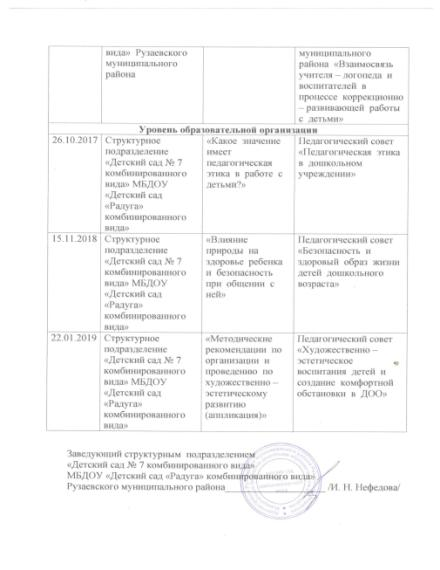 вида» Рузаевского
муниципального
района
муниципального
района «Взаимосвязь
учителя – логопеда и
воспитателей в
процессе коррекционно
– развивающей работы
с детьми»
Уровень образовательной организации
26.10.2017
Структурное
подразделение
«Детский сад № 7
комбинированного
вида» МБДОУ
«Детский сад
«Радуга»
комбинированного
вида»
«Какое значение
имеет
педагогическая
этика в работе с
детьми?»
Педагогический совет
«Педагогическая этика
в дошкольном
учреждении»
15.11.2018
Структурное
подразделение
«Детский сад № 7
комбинированного
вида» МБДОУ
«Детский сад
«Радуга»
комбинированного
вида»
«Влияние
природы на
здоровье ребенка
и безопасность
при общении с
ней»
Педагогический совет
«Безопасность и
здоровый образ жизни
детей дошкольного
возраста»
22.01.2019
Структурное
подразделение
«Детский сад № 7
комбинированного
вида» МБДОУ
«Детский сад
«Радуга»
комбинированного
вида»
«Методические
рекомендации по
организации и
проведению по
художественно –
эстетическому
развитию
(аппликация)»
Педагогический совет
«Художественно –
эстетическое
воспитания детей и
создание комфортной
обстановки в ДОО»
Заведующий структурным подразделением
«Детский сад № 7 комбинированного вида»
МБДОУ «Детский сад «Радуга» комбинированного вида»
Рузаевского муниципального района /И. Н. Нефедова/